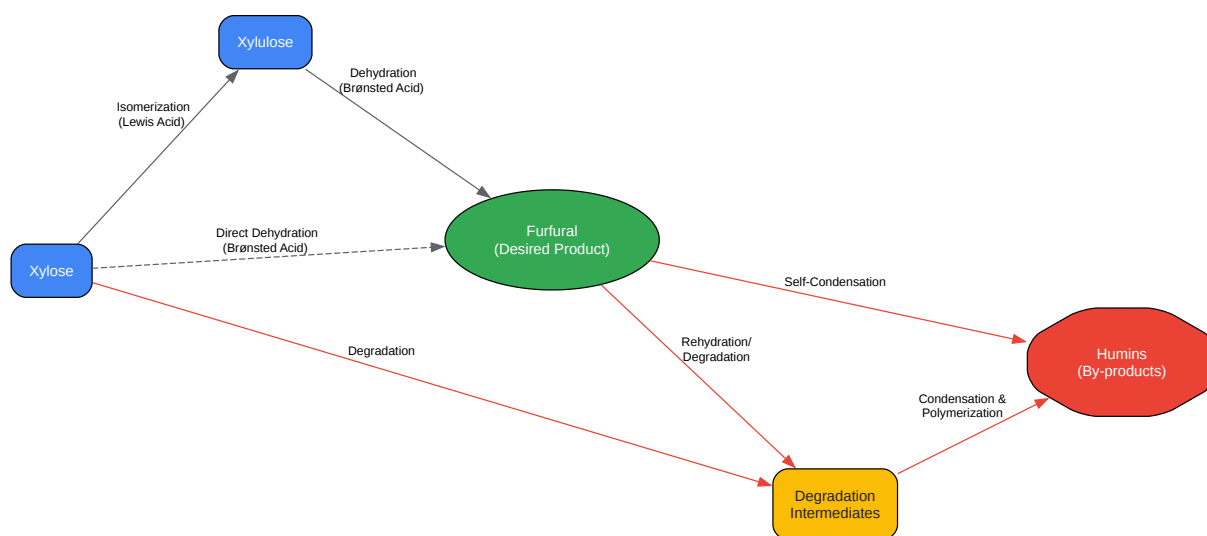 Xylulose
Dehydration
(Brønsted Acid)
Isomerization
(Lewis Acid)
Furfural
(Desired Product)
Direct Dehydration
(Brønsted Acid)
Xylose
Self-Condensation
Rehydration/
Degradation
Degradation
Humins
(By-products)
Condensation &
Polymerization
Degradation
Intermediates